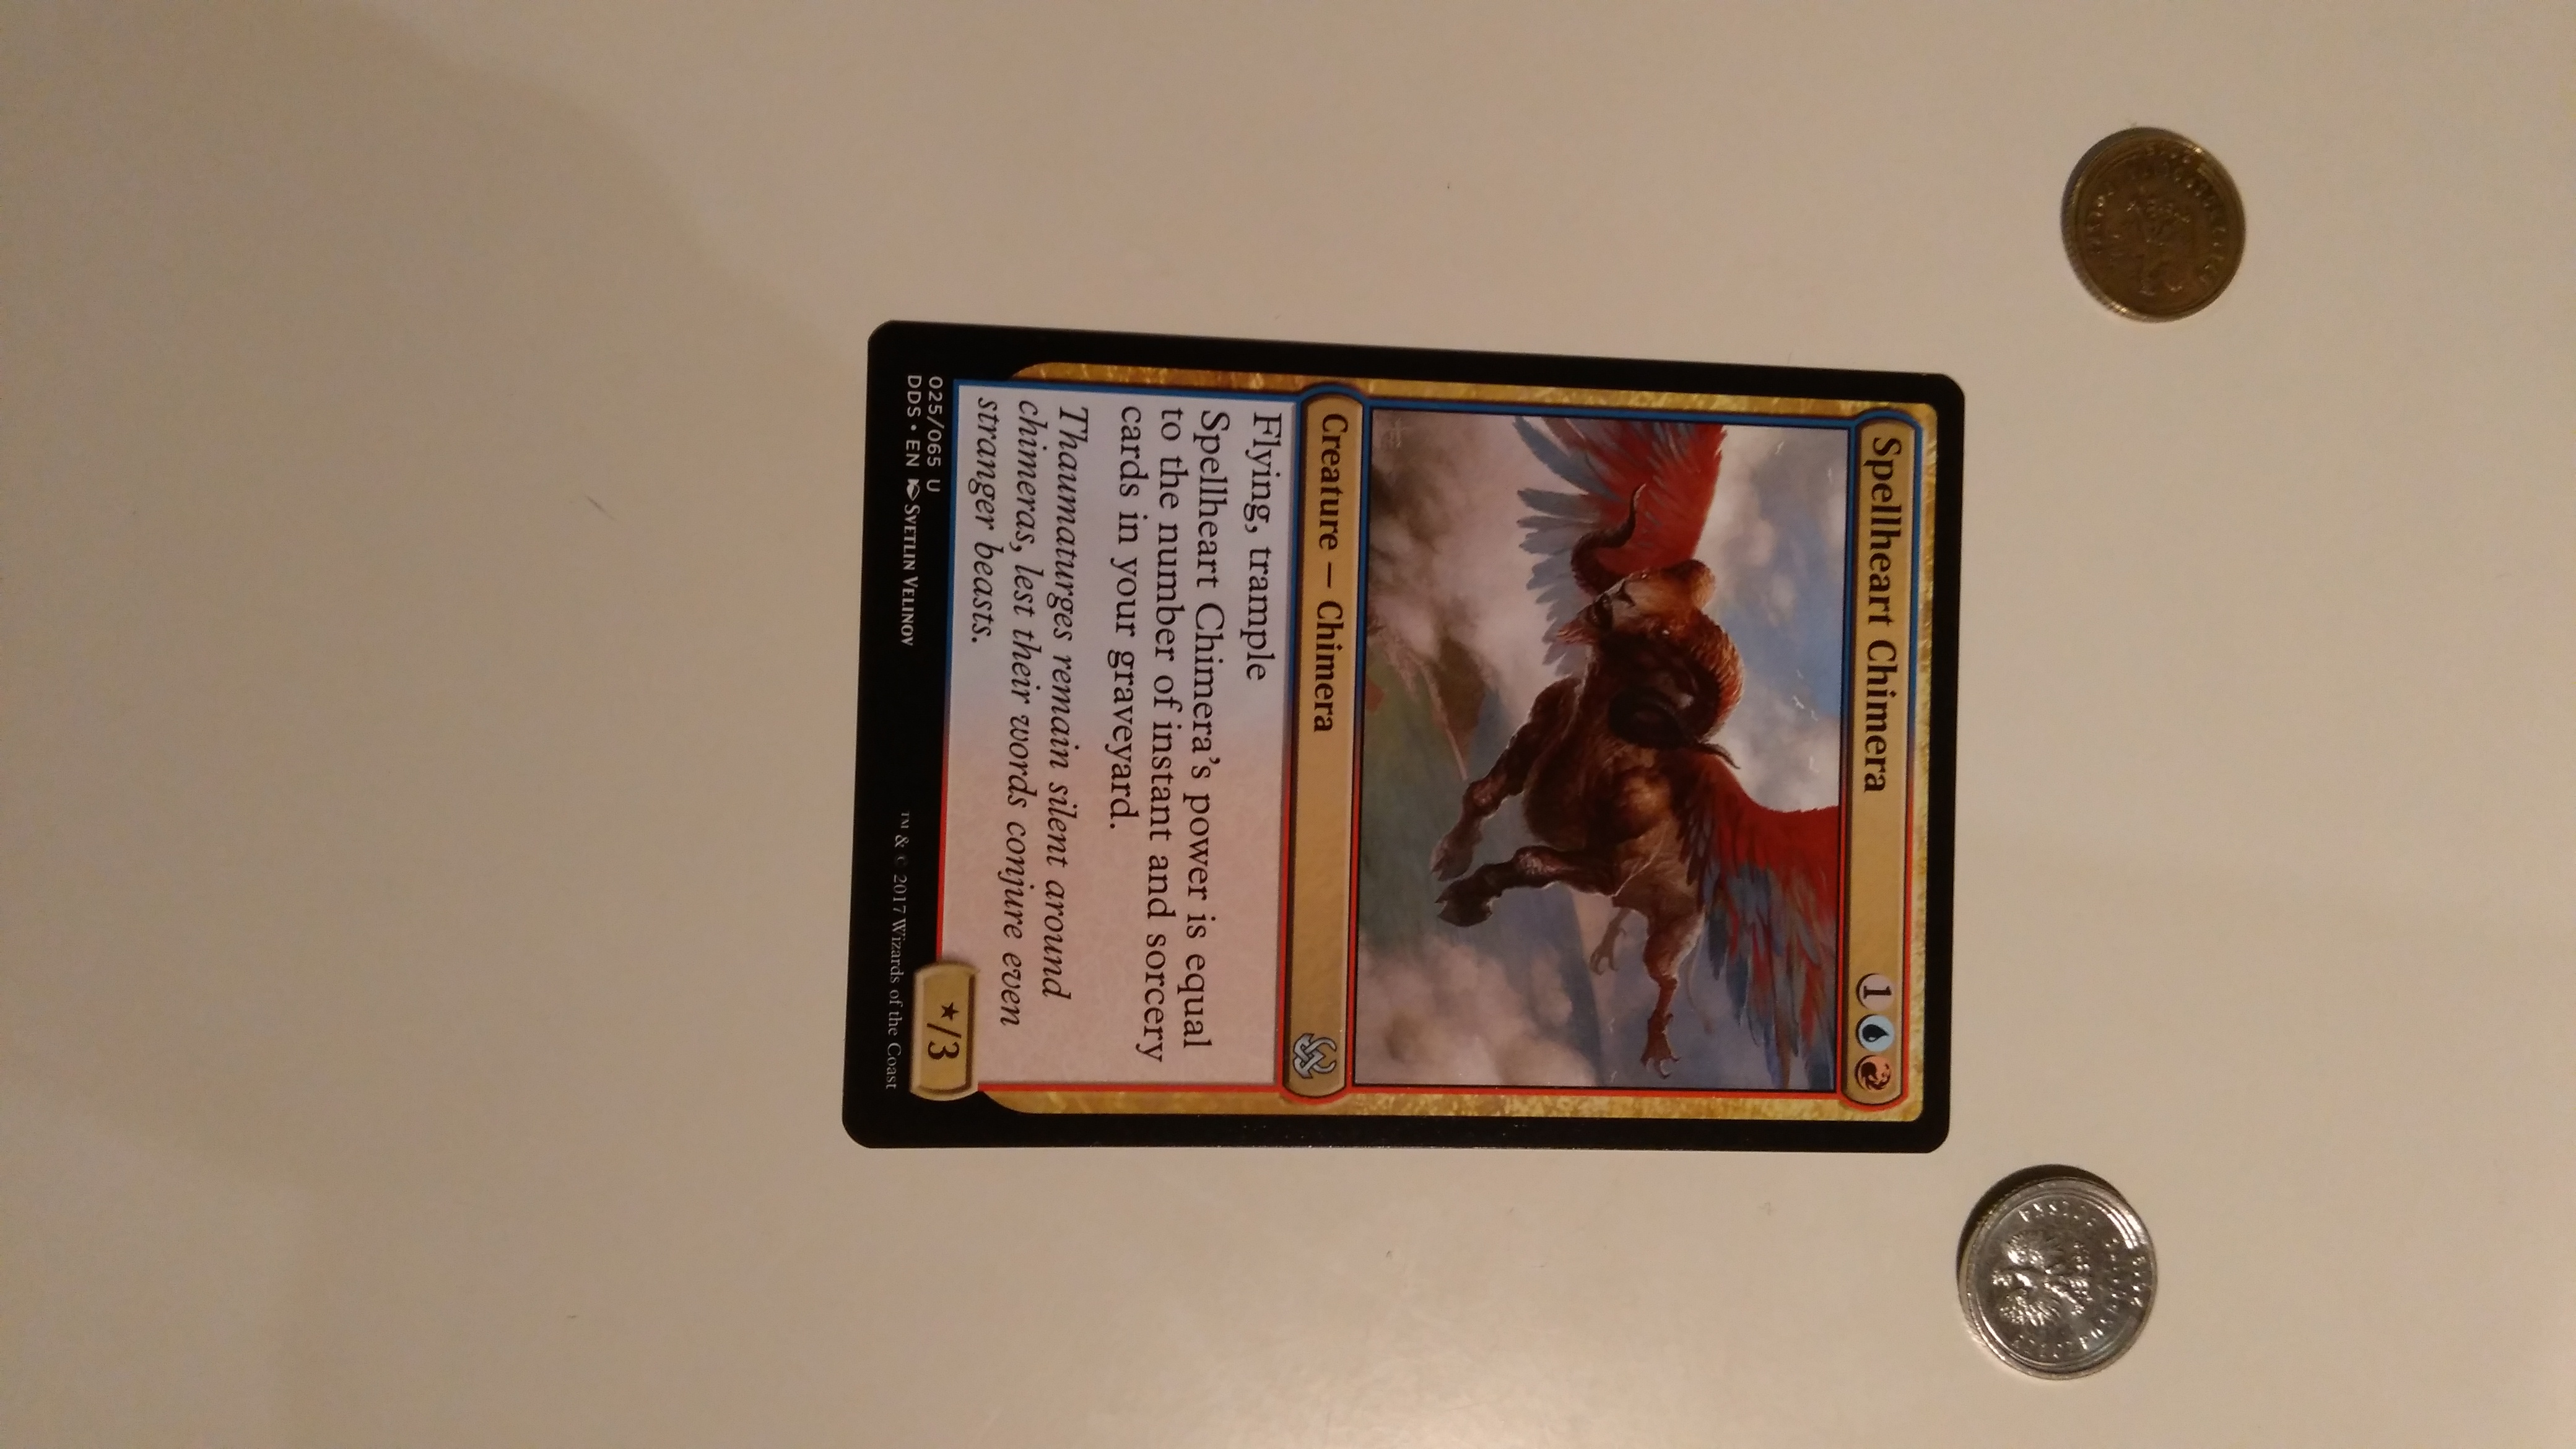 Spellheart Chimera
1
Creature — Chimera
Flying, trample
Spellheart Chimera's power is equal
to the number of instant and sorcery
cards in your graveyard.
Thaumaturges remain silent around
chimeras, lest their words conjure even
stranger beasts.
*/3
025/065 U
DDS • EN SVETLIN VELINOV
™ & © 2017 Wizards of the Coast